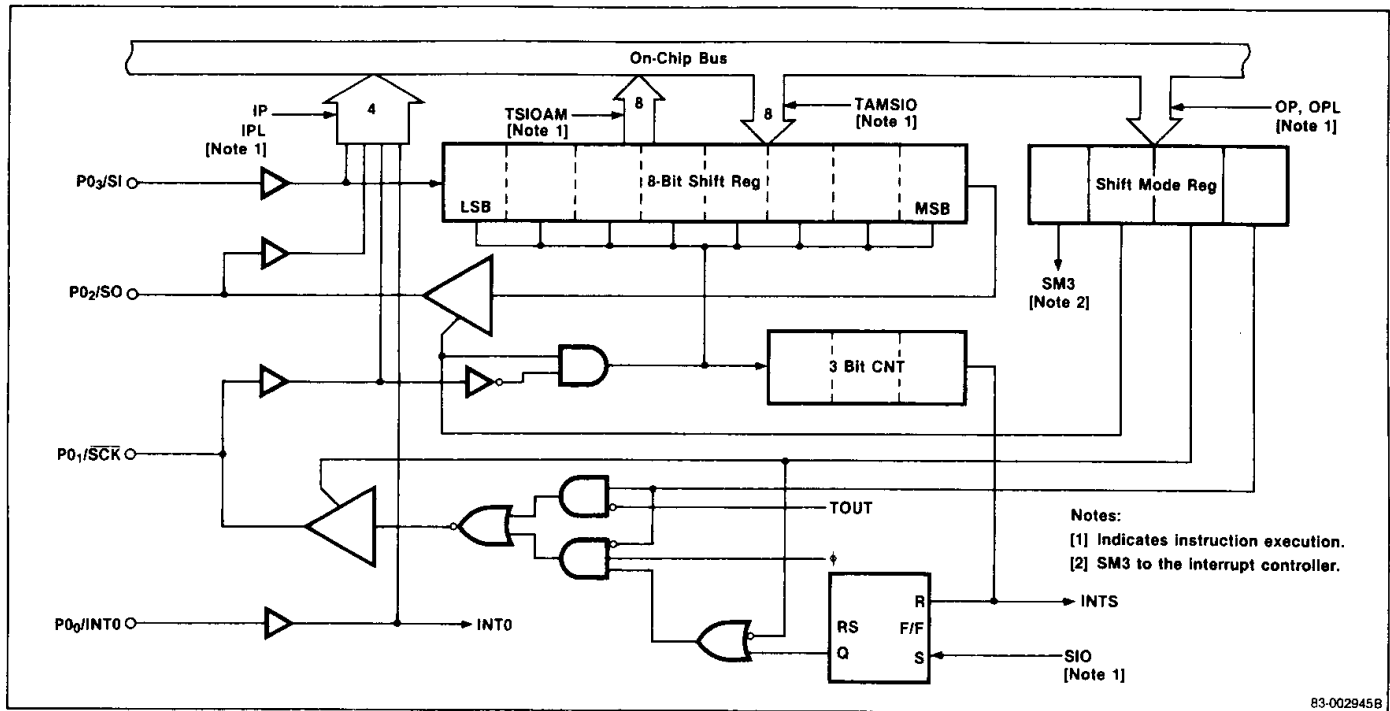 On-Chip Bus
IP
IPL
[Note 1]
4
TSIOAM
[Note 1]
8
8
TAMSIO
[Note 1]
OP, OPL
[Note 1]
P0₃/SI
8-Bit Shift Reg
LSB
MSB
Shift Mode Reg
SM3
[Note 2]
P0₂/SO
3 Bit CNT
P0₁/S̅C̅K̅
TOUT
ϕ
Notes:
[1] Indicates instruction execution.
[2] SM3 to the interrupt controller.
P0₀/INT0
INT0
R
RS
F/F
Q
S
INTS
SIO
[Note 1]
83-002945B